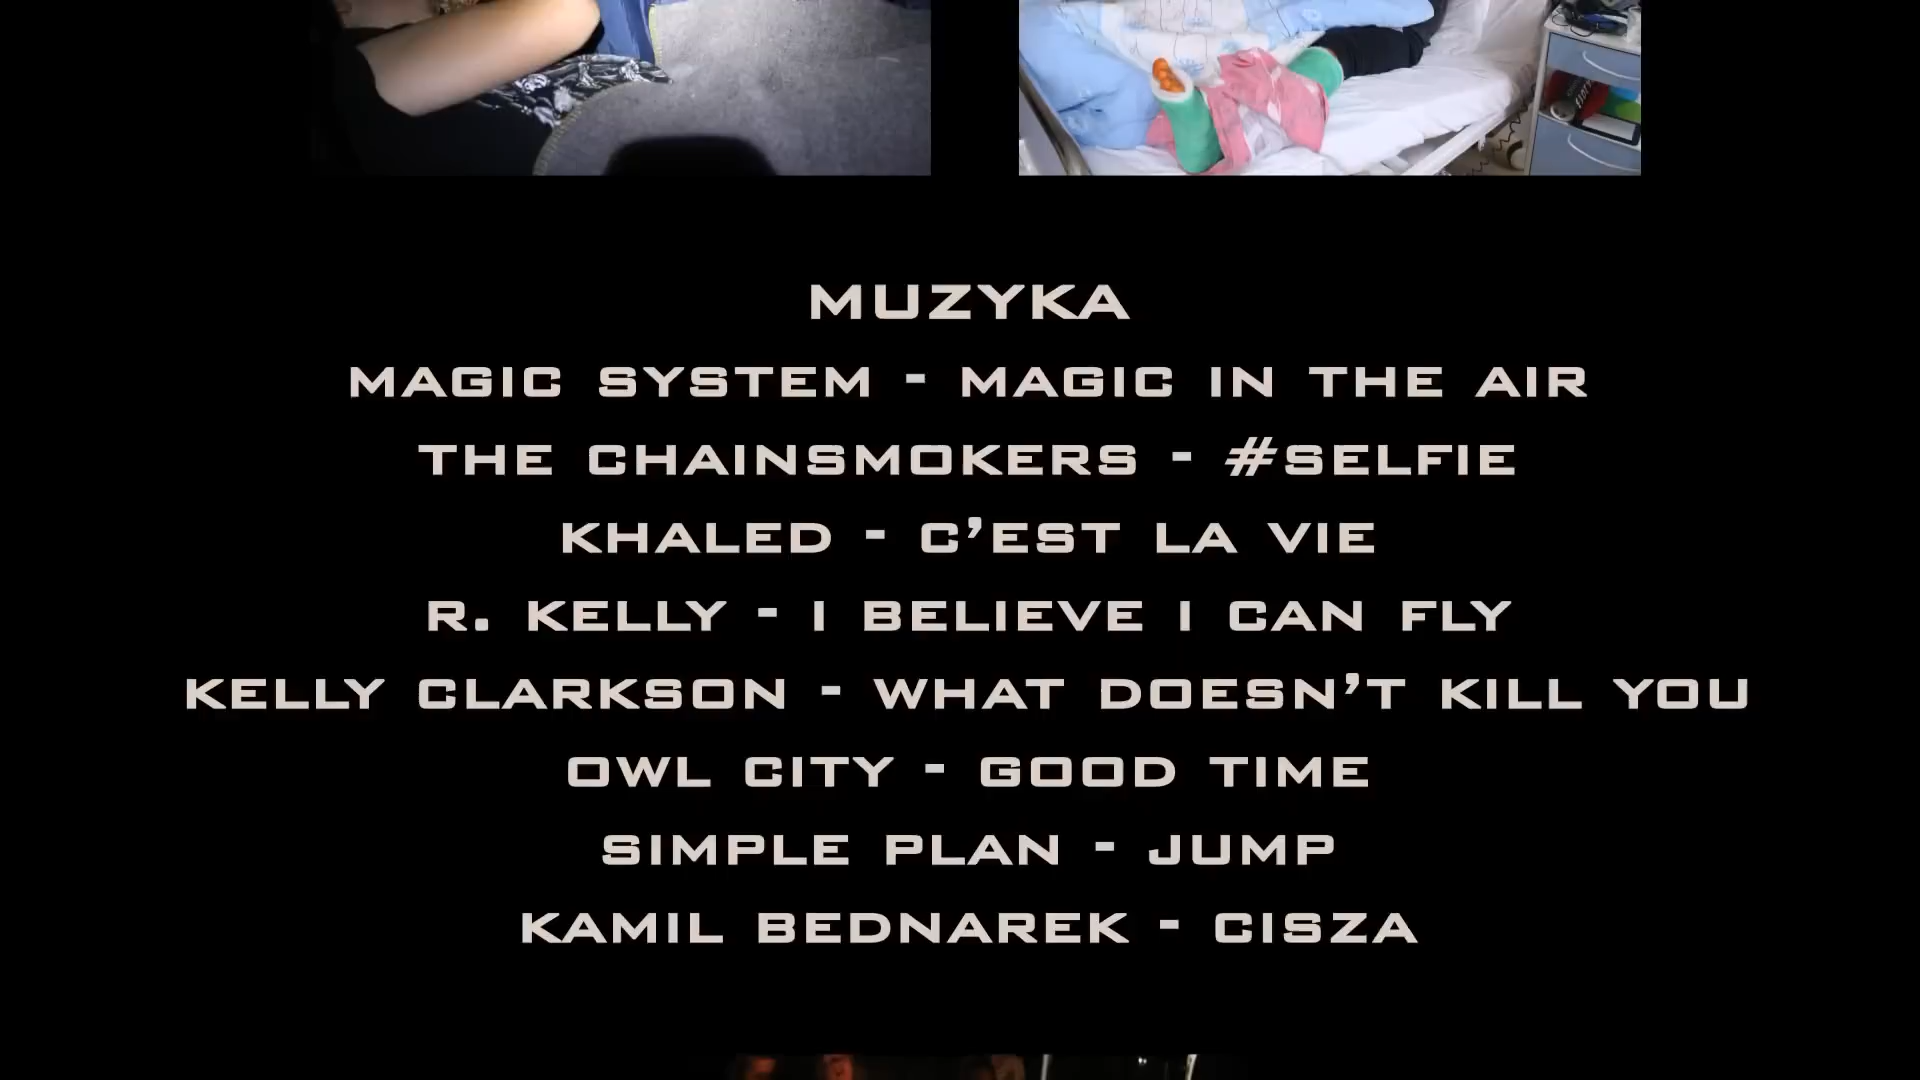 MUZYKA
MAGIC SYSTEM - MAGIC IN THE AIR
THE CHAINSMOKERS - #SELFIE
KHALED - C'EST LA VIE
R. KELLY - I BELIEVE I CAN FLY
KELLY CLARKSON - WHAT DOESN'T KILL YOU
OWL CITY - GOOD TIME
SIMPLE PLAN - JUMP
KAMIL BEDNAREK - CISZA